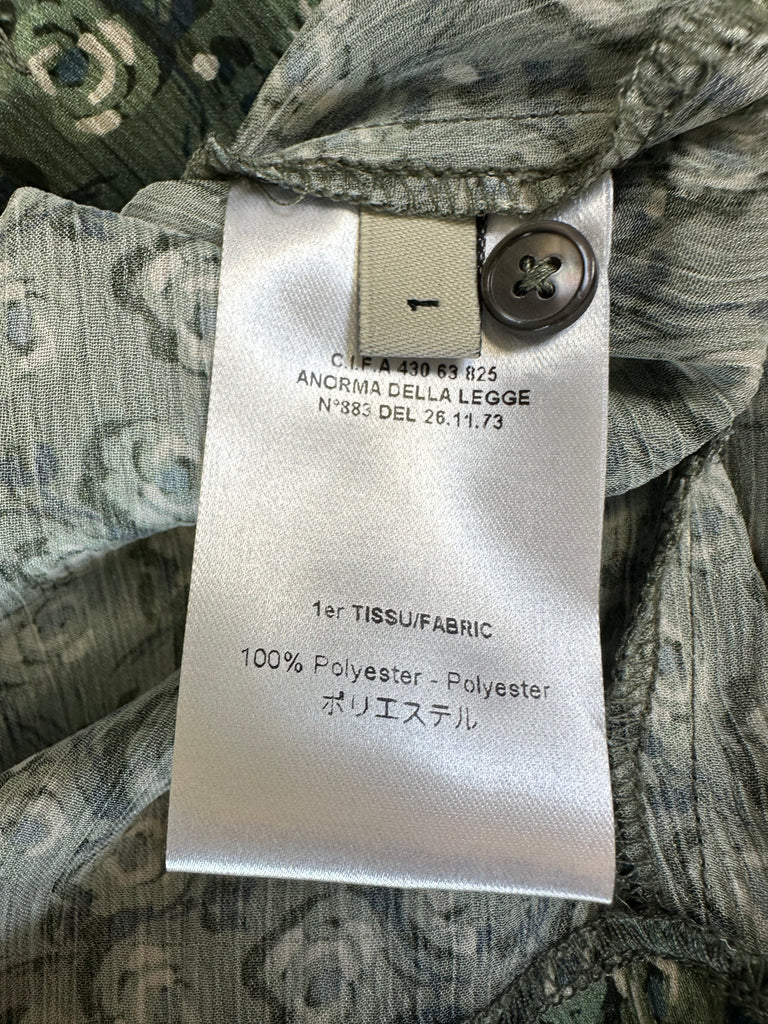 1
C.I.F.A 430 63 825
ANORMA DELLA LEGGE
N°883 DEL 26.11.73
1er TISSU/FABRIC
100% Polyester - Polyester
ポリエステル